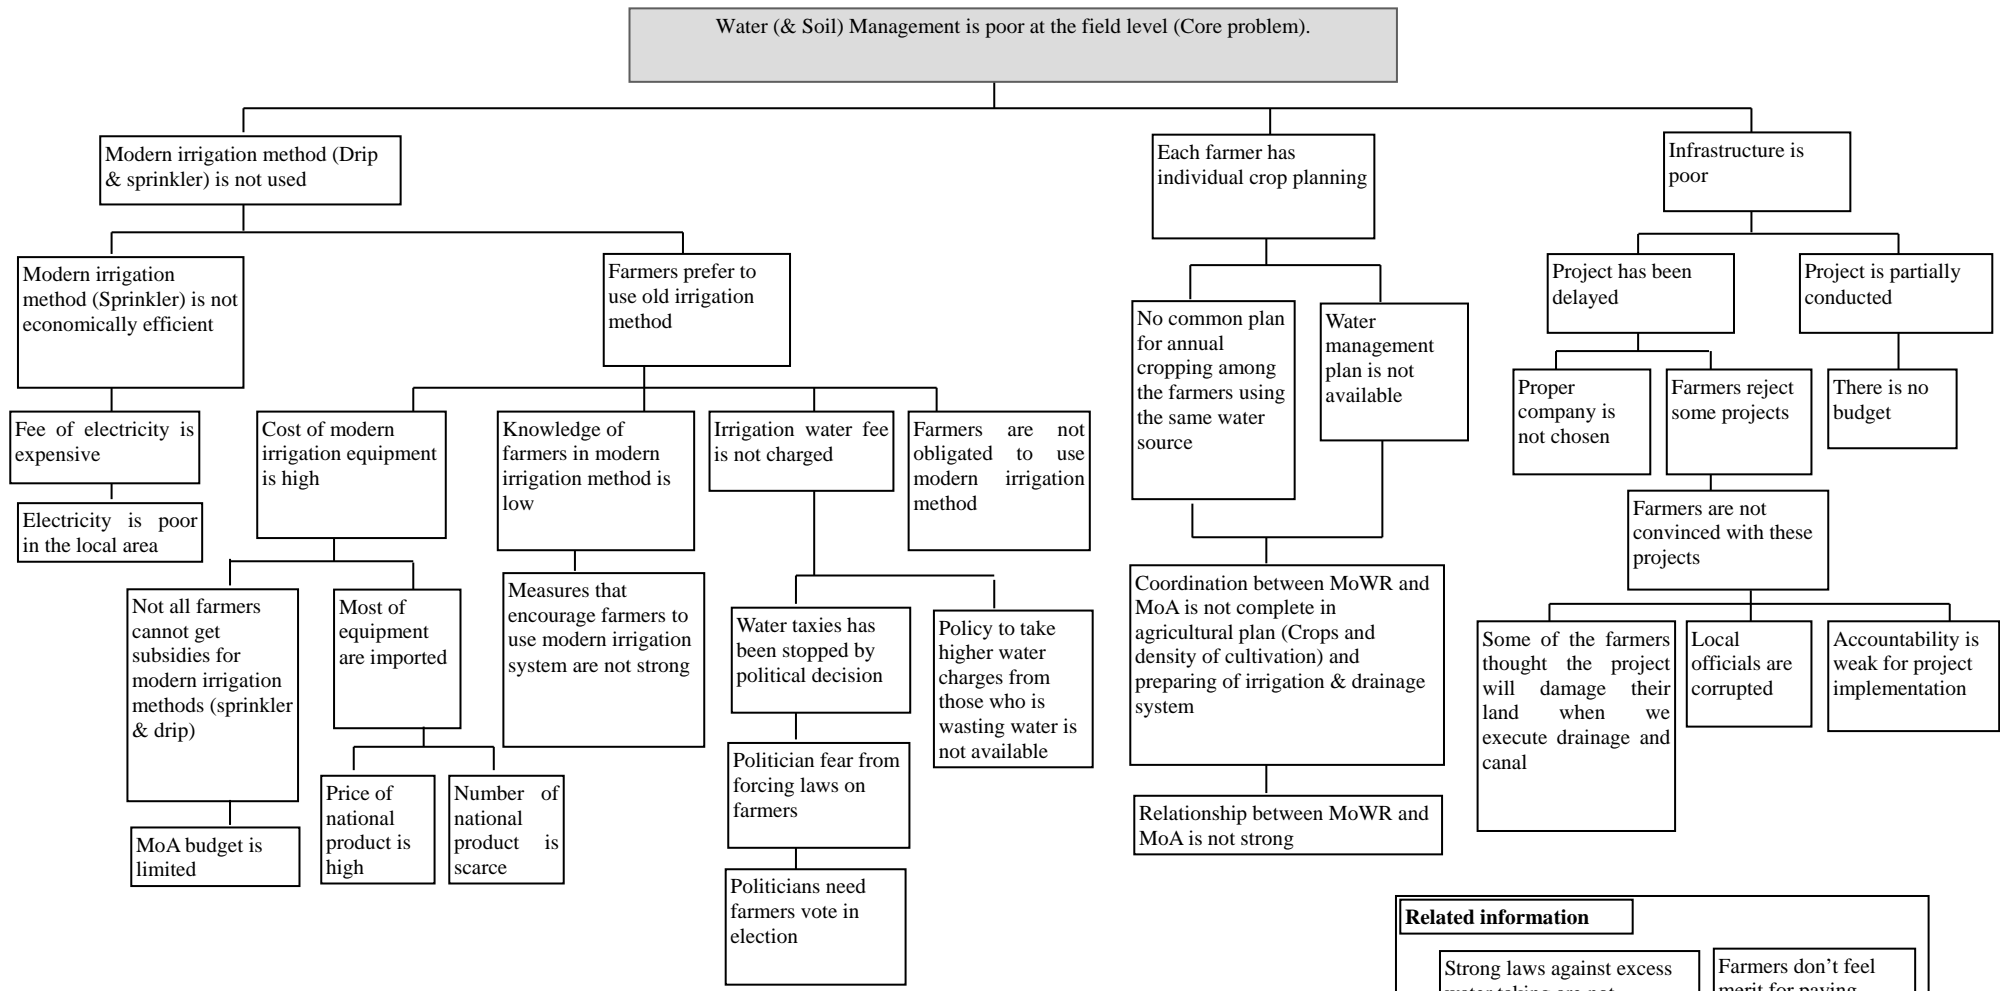 Water (& Soil) Management is poor at the field level (Core problem).
Modern irrigation method (Drip
& sprinkler) is not used
Each farmer has
individual crop planning
Infrastructure is
poor
Modern irrigation
method (Sprinkler) is not
economically efficient
Farmers prefer to
use old irrigation
method
No common plan
for annual
cropping among
the farmers using
the same water
source
Water
management
plan is not
available
Project has been
delayed
Project is partially
conducted
Fee of electricity is
expensive
Electricity is poor
in the local area
Cost of modern
irrigation equipment
is high
Knowledge of
farmers in modern
irrigation method is
low
Irrigation water fee
is not charged
Farmers are not
obligated to use
modern irrigation
method
Proper
company is
not chosen
Farmers reject
some projects
There is no
budget
Farmers are not
convinced with these
projects
Not all farmers
cannot get
subsidies for
modern irrigation
methods (sprinkler
& drip)
Most of
equipment
are imported
Measures that
encourage farmers to
use modern irrigation
system are not strong
Water taxies has
been stopped by
political decision
Policy to take
higher water
charges from
those who is
wasting water is
not available
Coordination between MoWR and
MoA is not complete in
agricultural plan (Crops and
density of cultivation) and
preparing of irrigation & drainage
system
Some of the farmers
thought the project
will damage their
land when we
execute drainage and
canal
Local
officials are
corrupted
Accountability is
weak for project
implementation
MoA budget is
limited
Price of
national
product is
high
Number of
national
product is
scarce
Politician fear from
forcing laws on
farmers
Politicians need
farmers vote in
election
Relationship between MoWR and
MoA is not strong
Related information
Strong laws against excess
water taking are not
Farmers don't feel
merit for paying